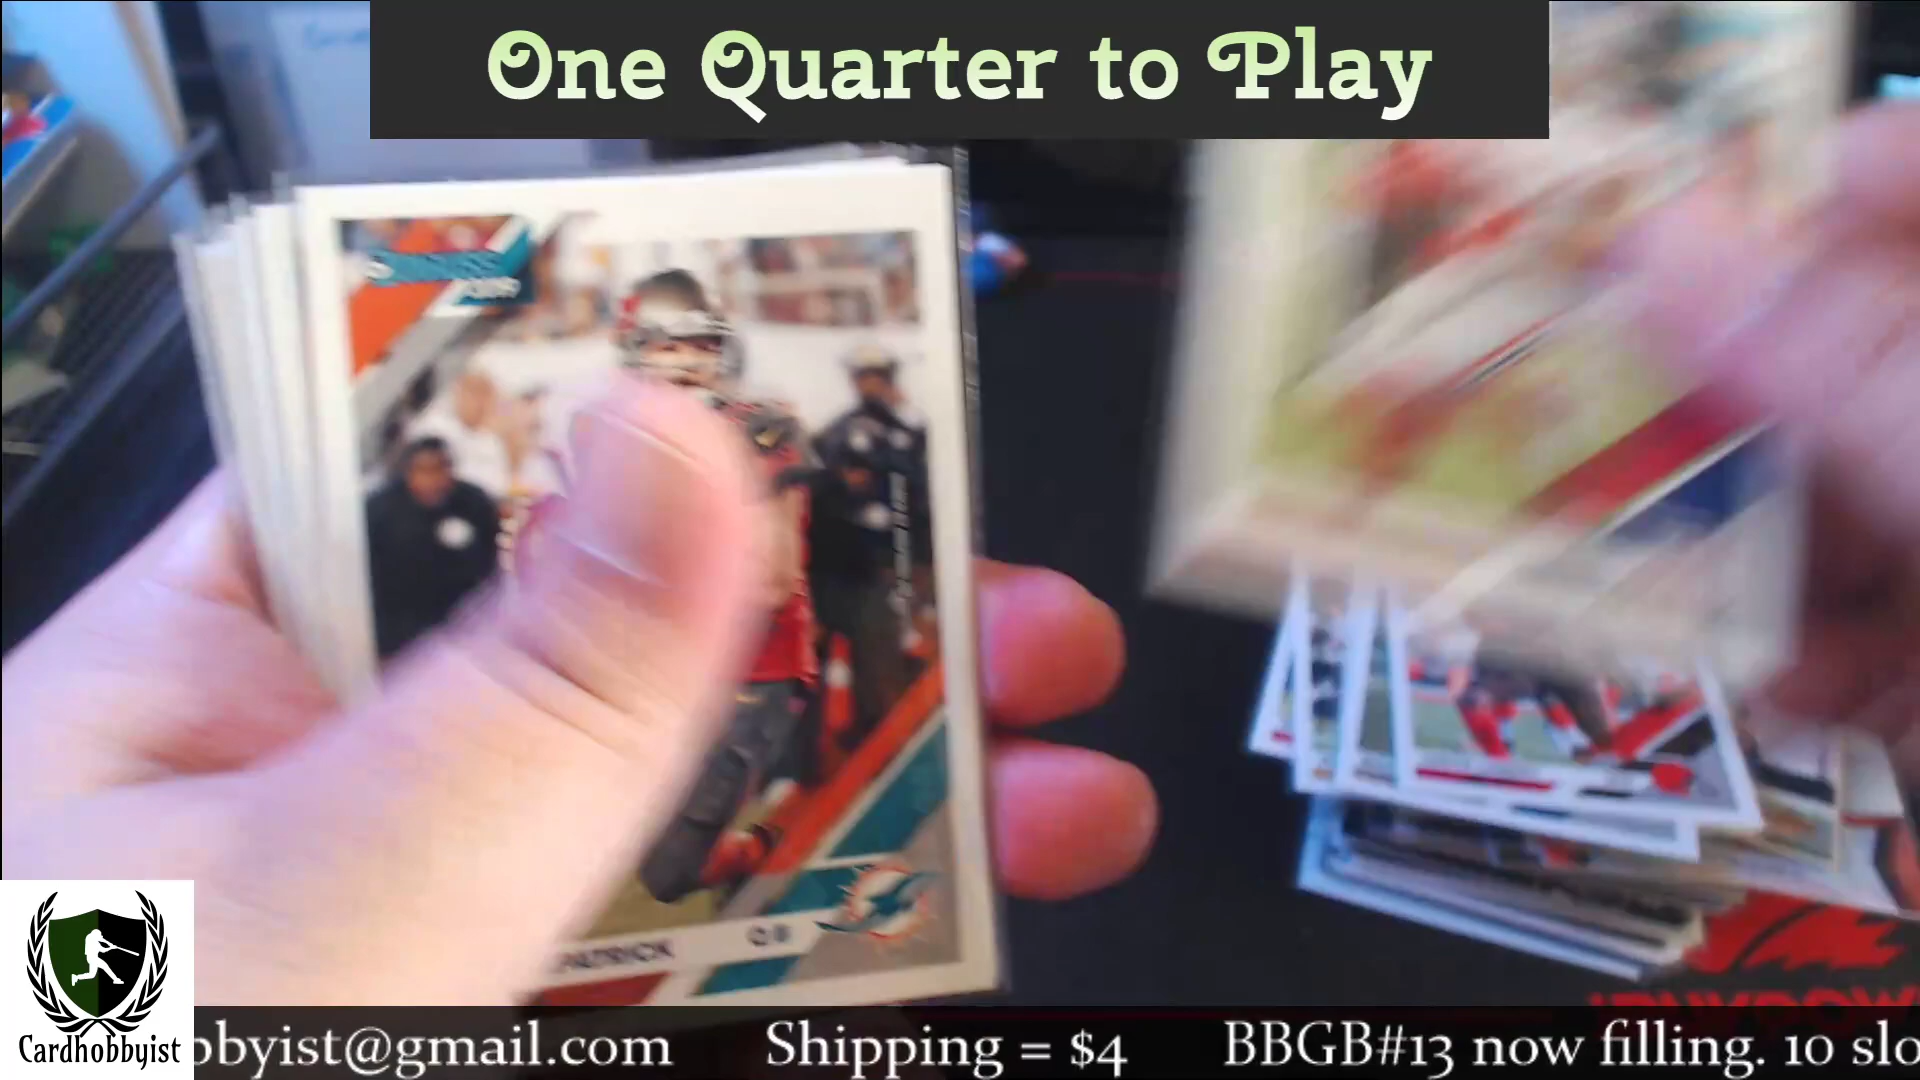 One Quarter to Play
PATRICK QB
Cardhobbyist
obbyist@gmail.com Shipping = $4 BBGB#13 now filling. 10 slo